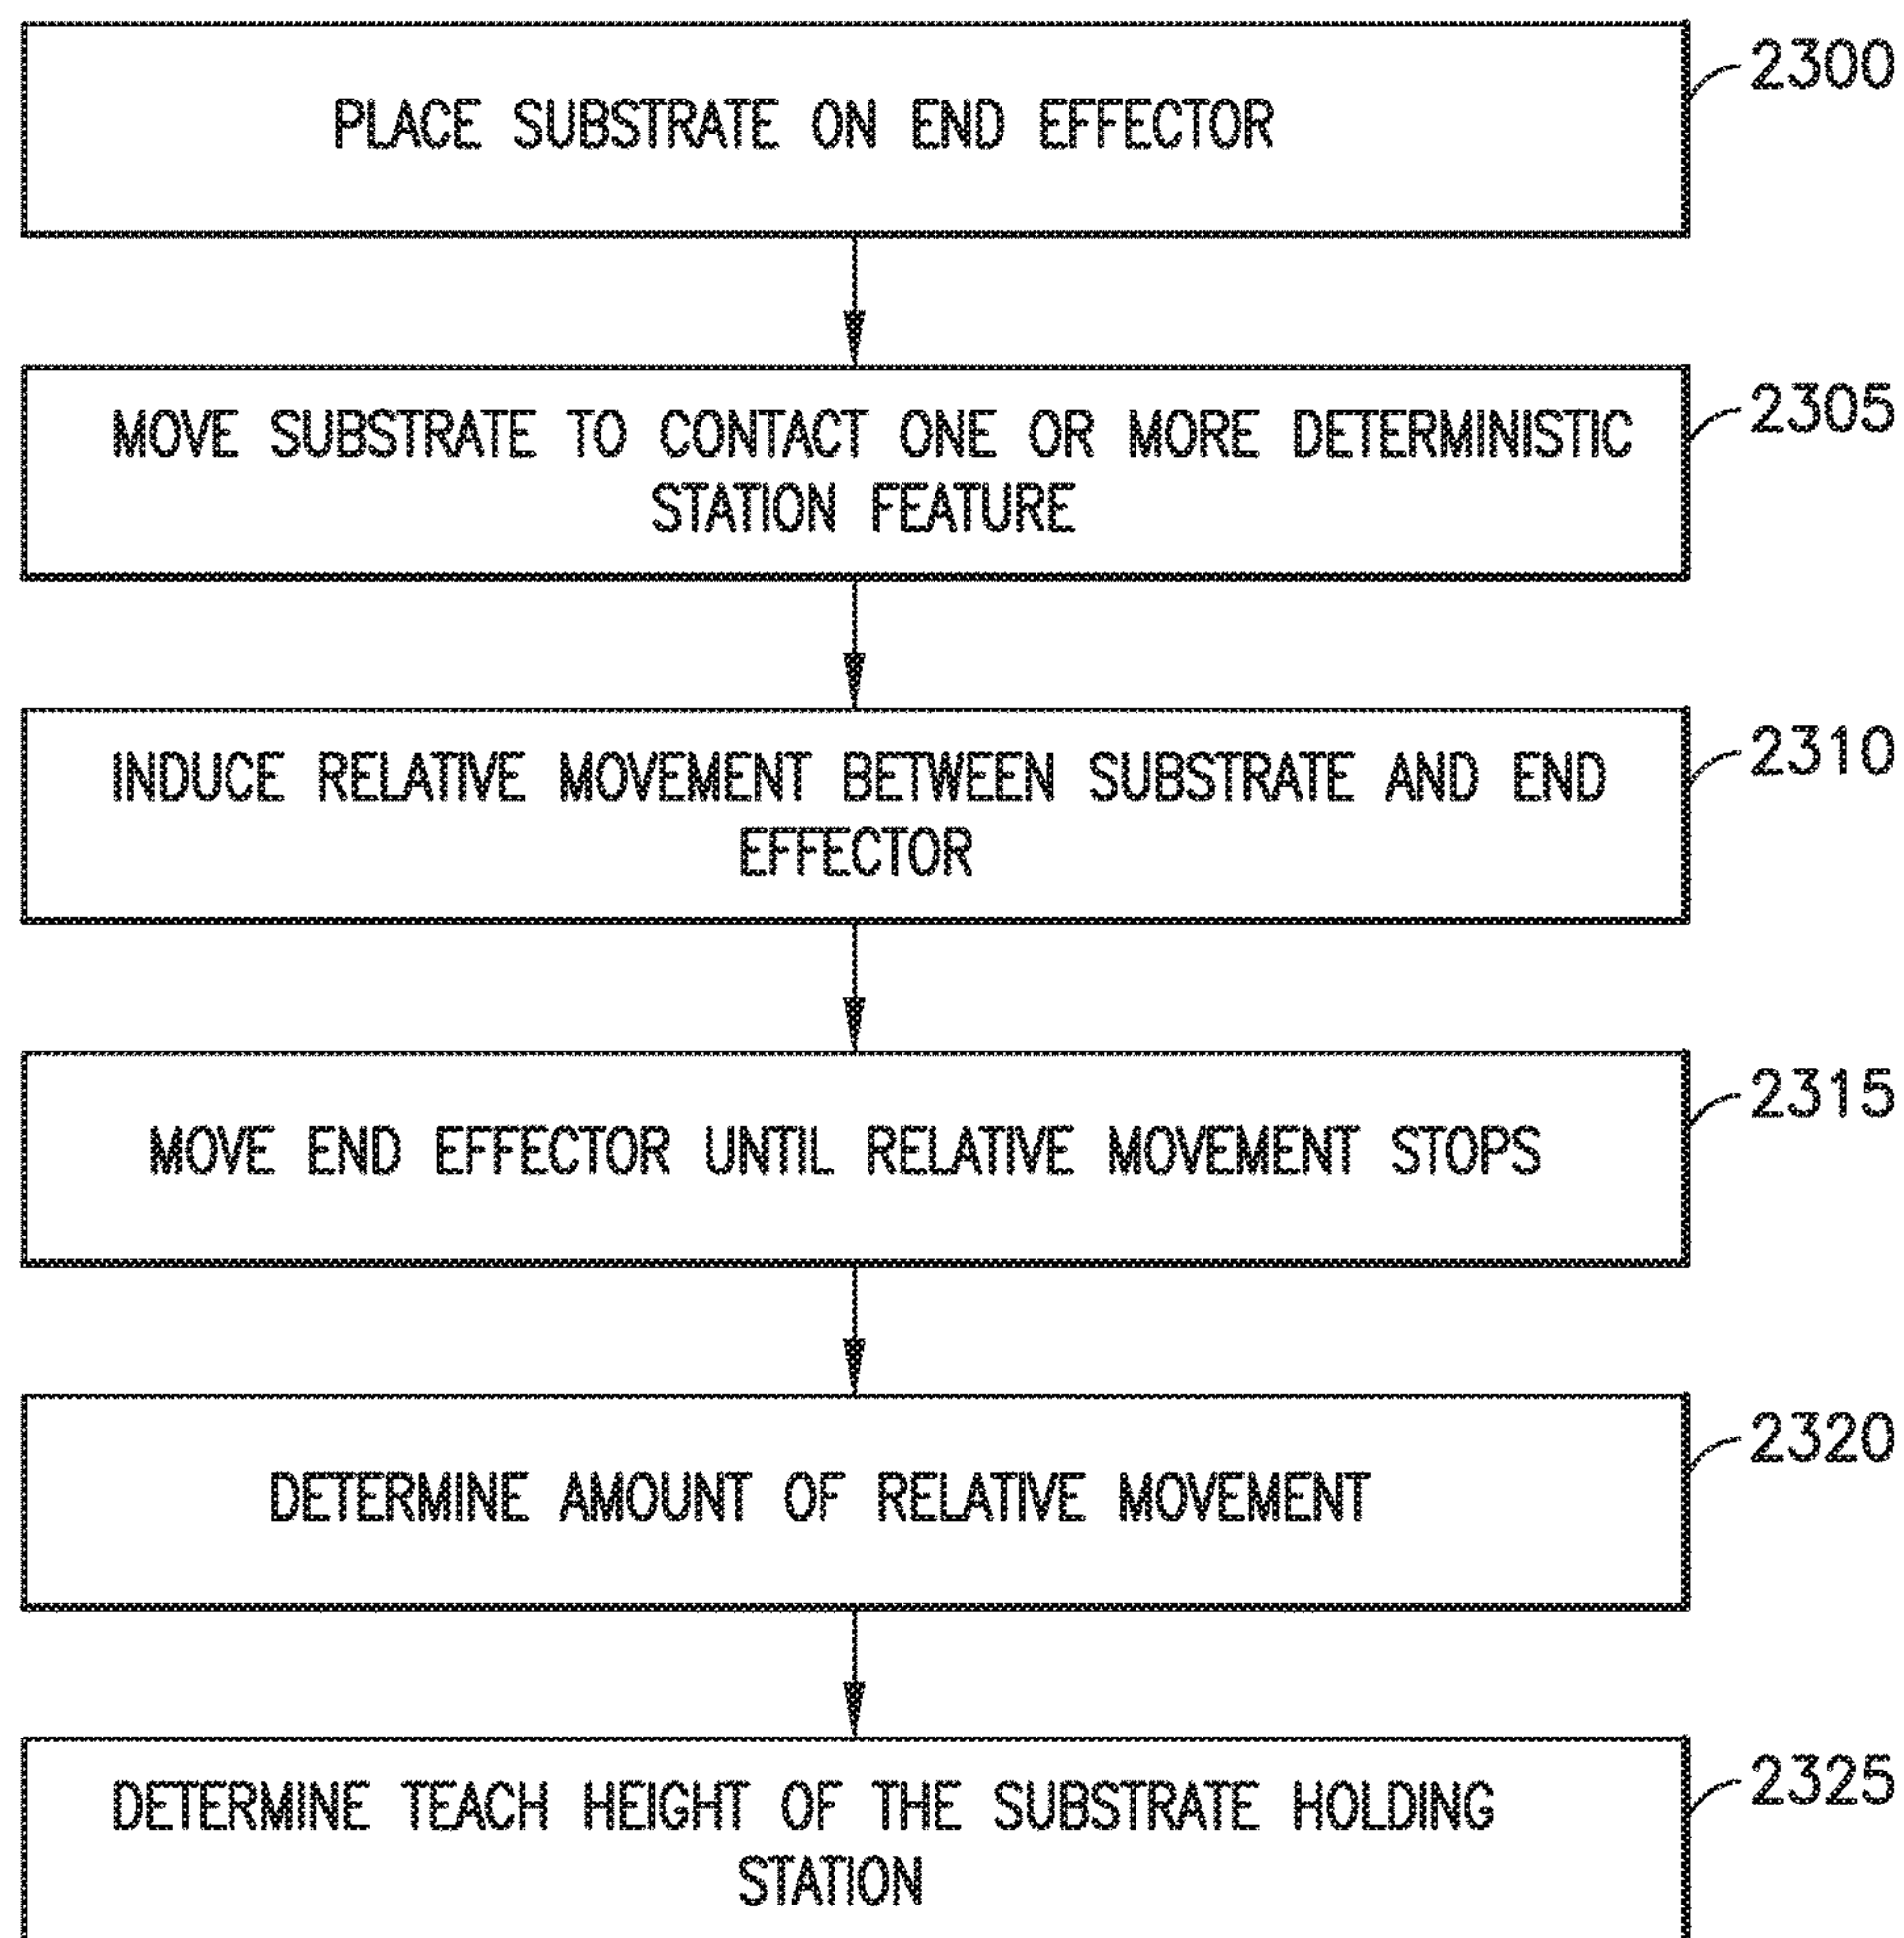 PLACE SUBSTRATE ON END EFFECTOR
2300
MOVE SUBSTRATE TO CONTACT ONE OR MORE DETERMINISTIC
STATION FEATURE
2305
INDUCE RELATIVE MOVEMENT BETWEEN SUBSTRATE AND END
EFFECTOR
2310
MOVE END EFFECTOR UNTIL RELATIVE MOVEMENT STOPS
2315
DETERMINE AMOUNT OF RELATIVE MOVEMENT
2320
DETERMINE TEACH HEIGHT OF THE SUBSTRATE HOLDING
STATION
2325